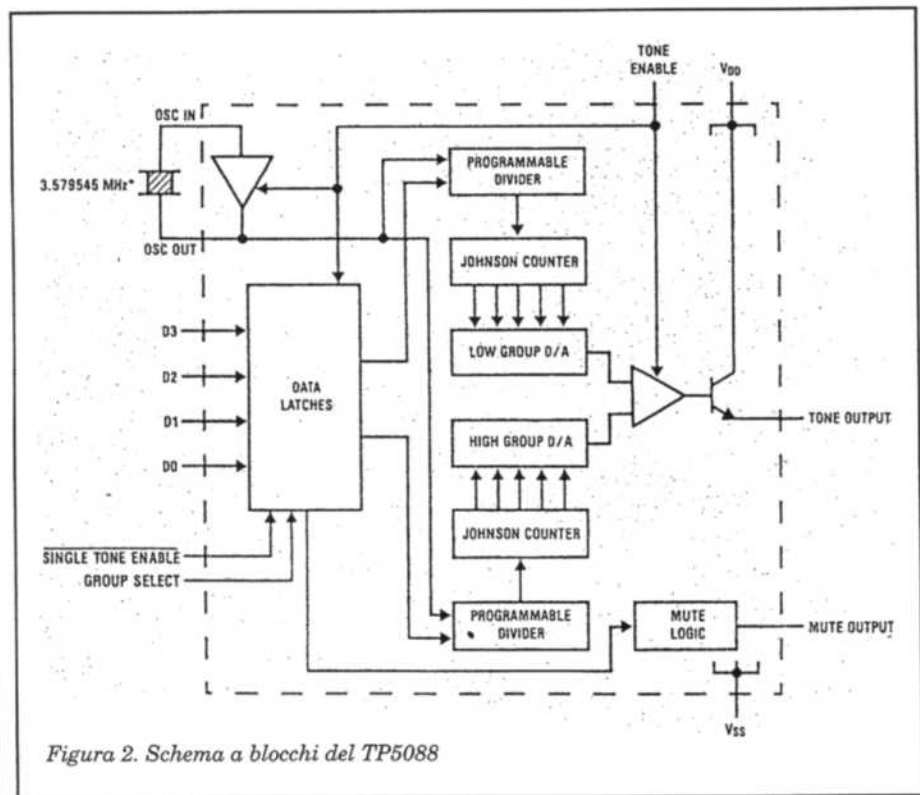 TONE
ENABLE
VDD
OSC IN
3.579545 MHz*
OSC OUT
PROGRAMMABLE
DIVIDER
JOHNSON COUNTER
D3
D2
D1
D0
DATA
LATCHES
LOW GROUP D/A
HIGH GROUP D/A
TONE OUTPUT
JOHNSON COUNTER
SINGLE TONE ENABLE
GROUP SELECT
PROGRAMMABLE
DIVIDER
MUTE
LOGIC
MUTE OUTPUT
VSS
Figura 2. Schema a blocchi del TP5088